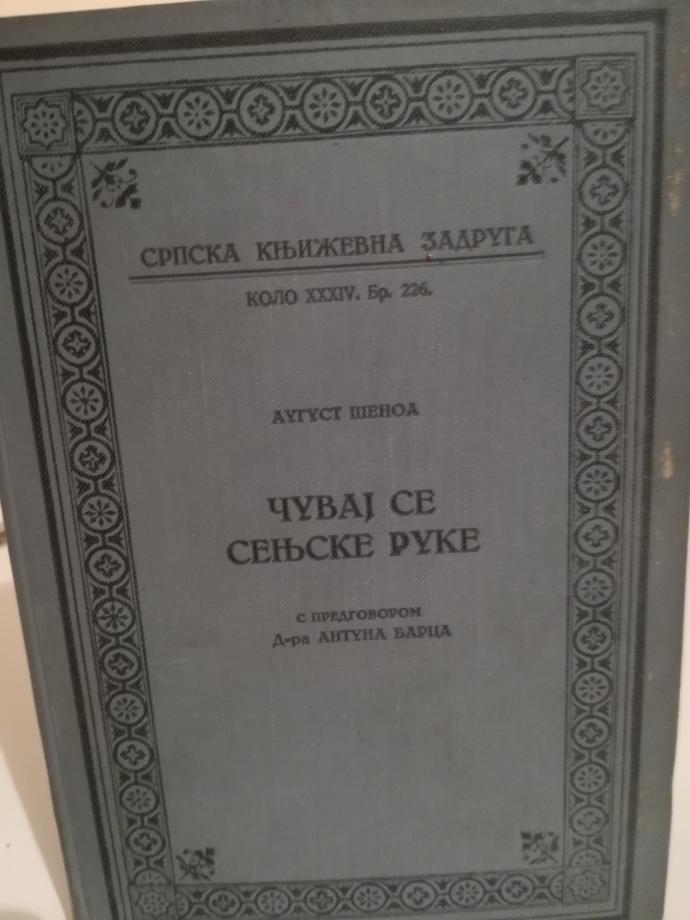 СРПСКА КЊИЖЕВНА ЗАДРУГА
КОЛО XXXIV. Бр. 226.
АУГУСТ ШЕНОА
ЧУВАЈ СЕ
СЕЊСКЕ РУКЕ
С ПРЕДГОВОРОМ
Д-ра АНТУНА БАРЦА